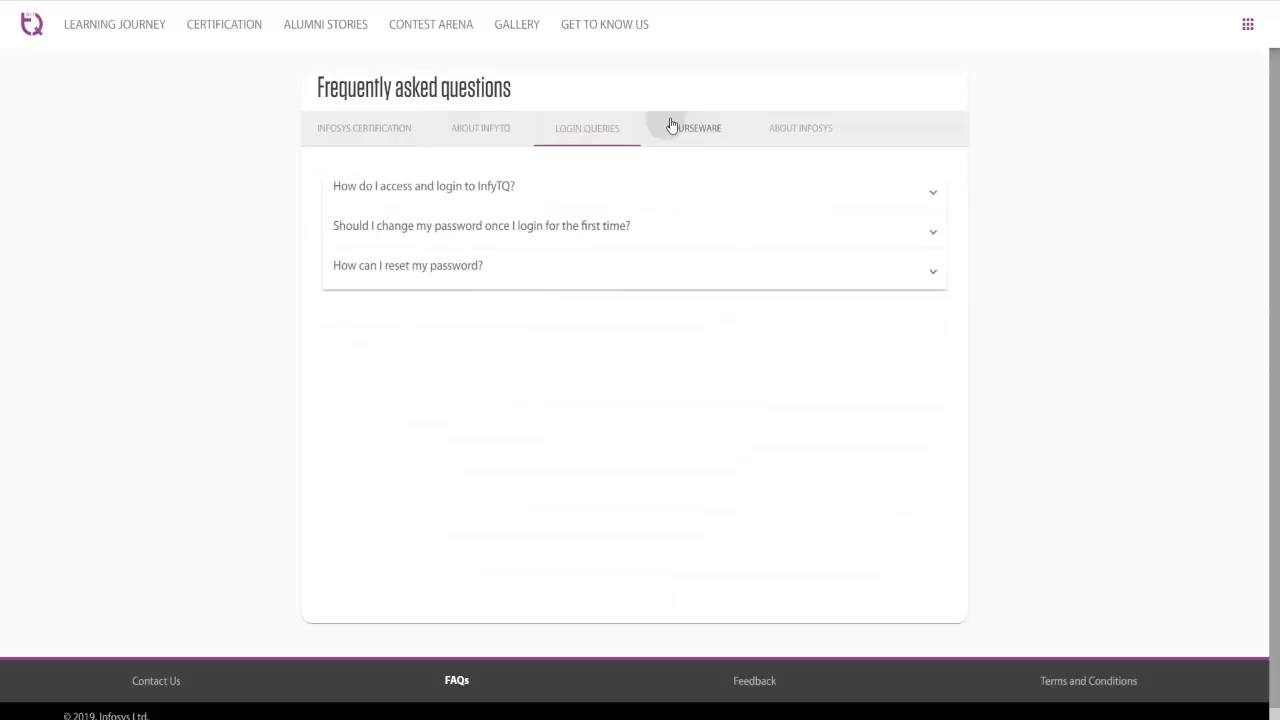 LEARNING JOURNEY CERTIFICATION ALUMNI STORIES CONTEST ARENA GALLERY GET TO KNOW US
Frequently asked questions
INFOSYS CERTIFICATION ABOUT INFYTQ LOGIN QUERIES URSEWARE ABOUT INFOSYS
How do I access and login to InfyTQ?
Should I change my password once I login for the first time?
How can I reset my password?
Contact Us FAQs Feedback Terms and Conditions
© 2019, Infosys Ltd.